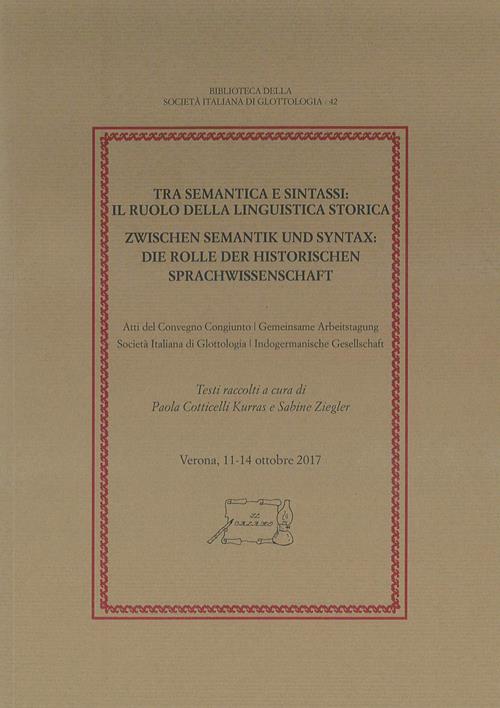 BIBLIOTECA DELLA
SOCIETÀ ITALIANA DI GLOTTOLOGIA · 42
TRA SEMANTICA E SINTASSI:
IL RUOLO DELLA LINGUISTICA STORICA
ZWISCHEN SEMANTIK UND SYNTAX:
DIE ROLLE DER HISTORISCHEN
SPRACHWISSENSCHAFT
Atti del Convegno Congiunto | Gemeinsame Arbeitstagung
Società Italiana di Glottologia | Indogermanische Gesellschaft
Testi raccolti a cura di
Paola Cotticelli Kurras e Sabine Ziegler
Verona, 11-14 ottobre 2017
IL
CALAMO